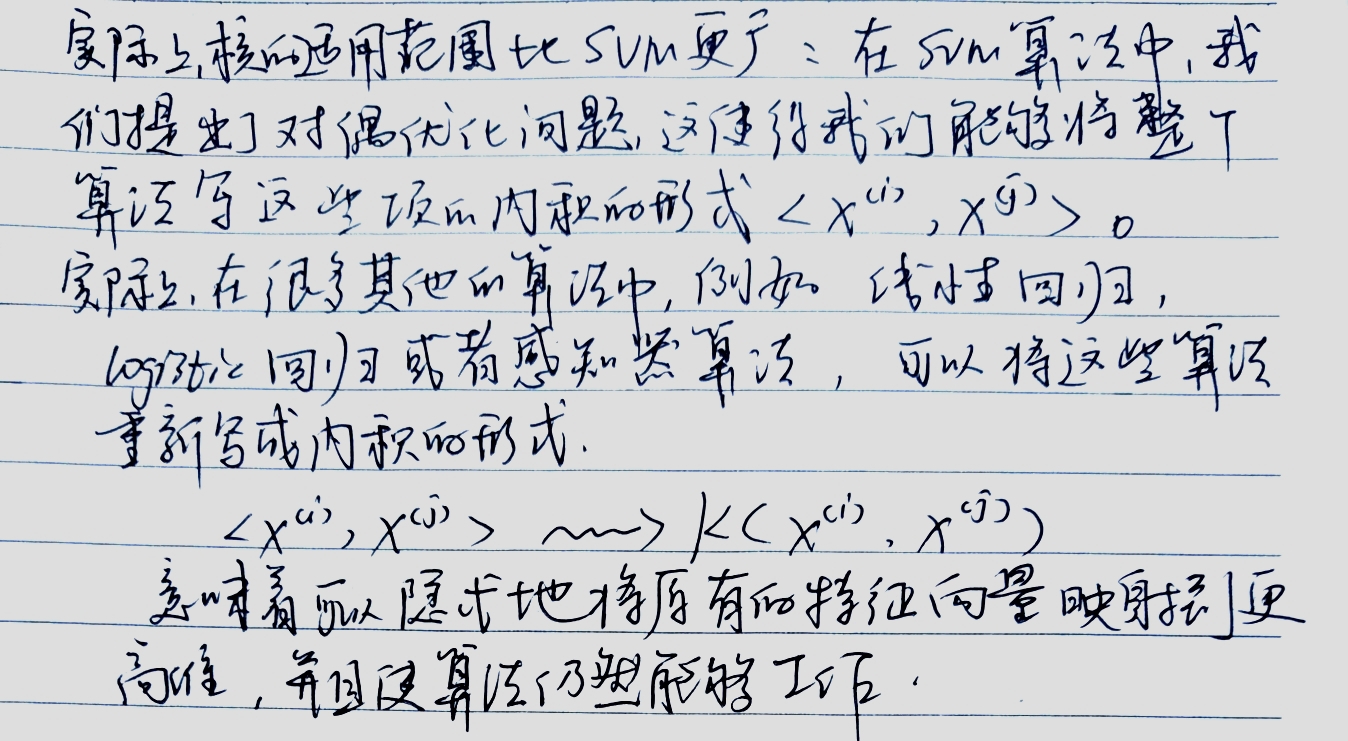 实际上,核的适用范围比SVM更广:在SVM算法中,我
们提出了对偶优化问题,这使得我们能够将整个
算法写这些项的内积的形式<x^(i), x^(j)>。
实际上,在很多其他的算法中,例如 线性回归,
logistic回归或者感知器算法,可以将这些算法
重新写成内积的形式.
<x^(i), x^(j)> ⇝ K(x^(i), x^(j))
意味着可以隐式地将原有的特征向量映射到更
高维,并且使算法仍然能够工作.